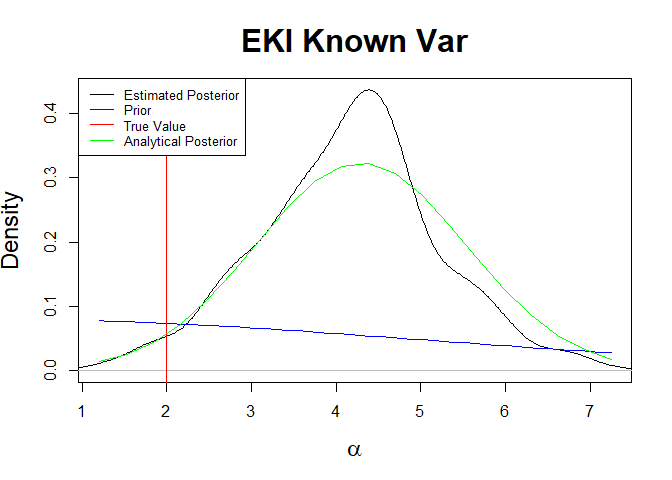 EKI Known Var
Estimated Posterior
Prior
True Value
Analytical Posterior
Density
0.0
0.1
0.2
0.3
0.4
1 2 3 4 5 6 7
α